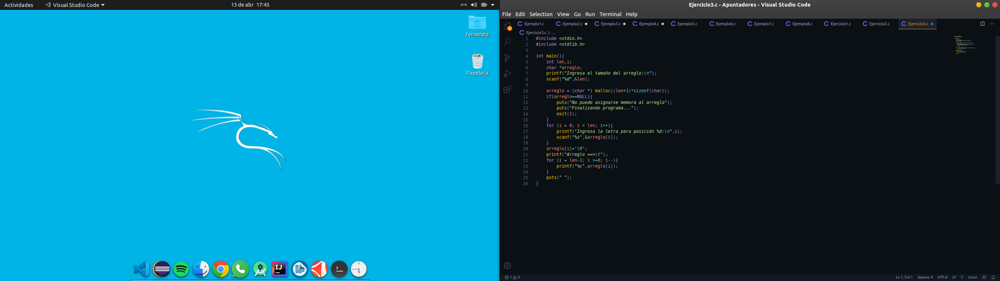 Actividades Visual Studio Code 13 de abr 17:45
fernando
Papelera
IJ
12
Ejercicio3.c - Apuntadores - Visual Studio Code
File Edit Selection View Go Run Terminal Help
3
Ejemplo1.c Ejemplo2.c Ejemplo3.c Ejemplo4.c Ejemplo5.c Ejemplo6.c Ejemplo7.c Ejemplo8.c Ejercicio1.c Ejercicio2.c Ejercicio3.c
Ejercicio3.c > ...
1 #include <stdio.h>
2 #include <stdlib.h>
3
4 int main(){
5 int len,i;
6 char *arreglo;
7 printf("Ingresa el tamaño del arreglo:\n");
8 scanf("%d",&len);
9
10 arreglo = (char *) malloc((len+1)*sizeof(char));
11 if(arreglo==NULL){
12 puts("No puede asignarse memora al arreglo");
13 puts("Finalizando programa...");
14 exit(1);
15 }
16 for (i = 0; i < len; i++){
17 printf("Ingresa la letra para posición %d:\n",i);
18 scanf("%s",&arreglo[i]);
19 }
20 arreglo[i]='\0';
21 printf("Arreglo ==>\t");
22 for (i = len-1; i >=0; i--){
23 printf("%c",arreglo[i]);
24 }
25 puts(" ");
26 }
1 0 Ln 1, Col 1 Spaces: 4 UTF-8 LF C Linux